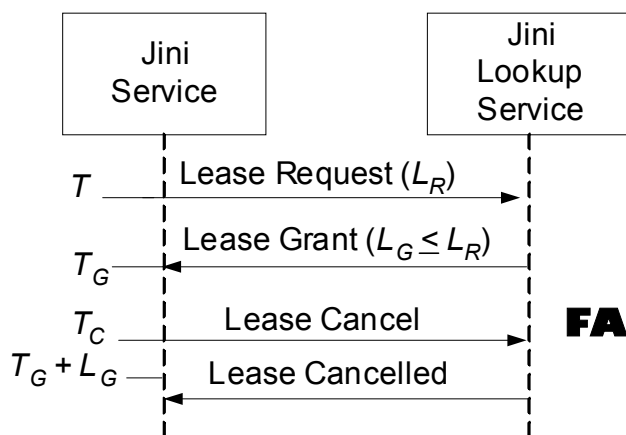 Jini
Service
Jini
Lookup
Service
T
Lease Request (L_R)
T_G
Lease Grant (L_G ≤ L_R)
T_C
Lease Cancel
FA
T_G + L_G
Lease Cancelled